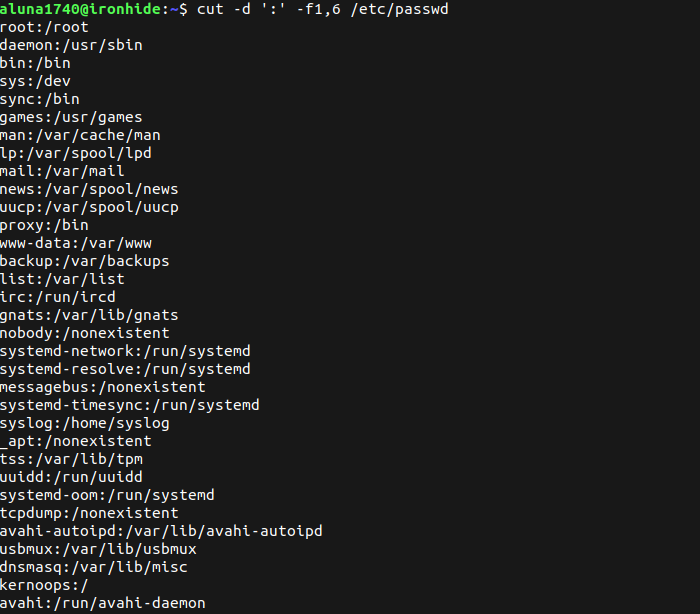 aluna1740@ironhide:~$ cut -d ':' -f1,6 /etc/passwd
root:/root
daemon:/usr/sbin
bin:/bin
sys:/dev
sync:/bin
games:/usr/games
man:/var/cache/man
lp:/var/spool/lpd
mail:/var/mail
news:/var/spool/news
uucp:/var/spool/uucp
proxy:/bin
www-data:/var/www
backup:/var/backups
list:/var/list
irc:/run/ircd
gnats:/var/lib/gnats
nobody:/nonexistent
systemd-network:/run/systemd
systemd-resolve:/run/systemd
messagebus:/nonexistent
systemd-timesync:/run/systemd
syslog:/home/syslog
_apt:/nonexistent
tss:/var/lib/tpm
uuidd:/run/uuidd
systemd-oom:/run/systemd
tcpdump:/nonexistent
avahi-autoipd:/var/lib/avahi-autoipd
usbmux:/var/lib/usbmux
dnsmasq:/var/lib/misc
kernoops:/
avahi:/run/avahi-daemon